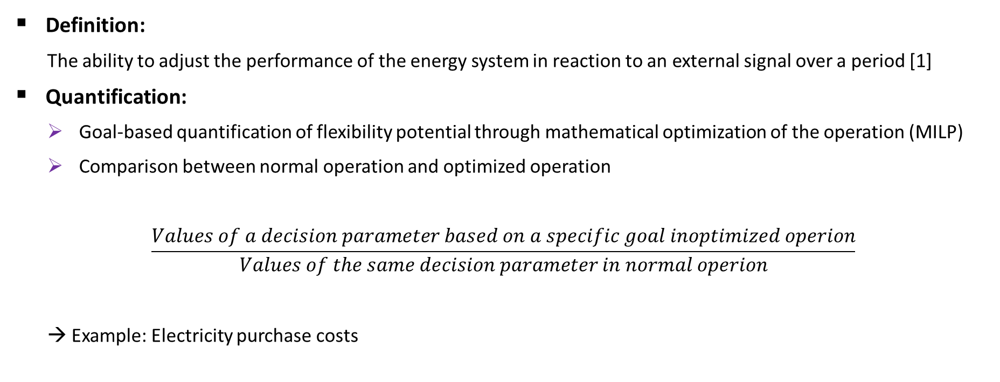 ▪ Definition:
The ability to adjust the performance of the energy system in reaction to an external signal over a period [1]
▪ Quantification:
➢ Goal-based quantification of flexibility potential through mathematical optimization of the operation (MILP)
➢ Comparison between normal operation and optimized operation
Values of a decision parameter based on a specific goal inoptimized operion
Values of the same decision parameter in normal operion
→ Example: Electricity purchase costs